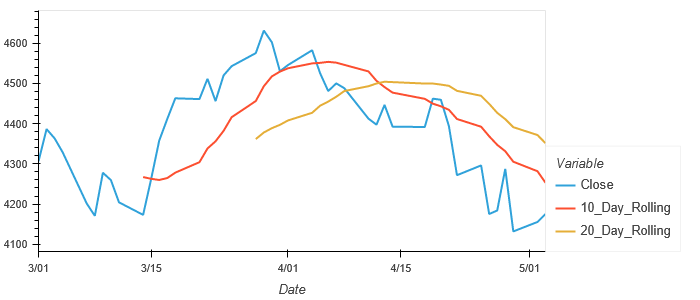 4600
4500
4400
4300
4200
4100
3/01 3/15 4/01 4/15 5/01
Date
Variable
Close
10_Day_Rolling
20_Day_Rolling